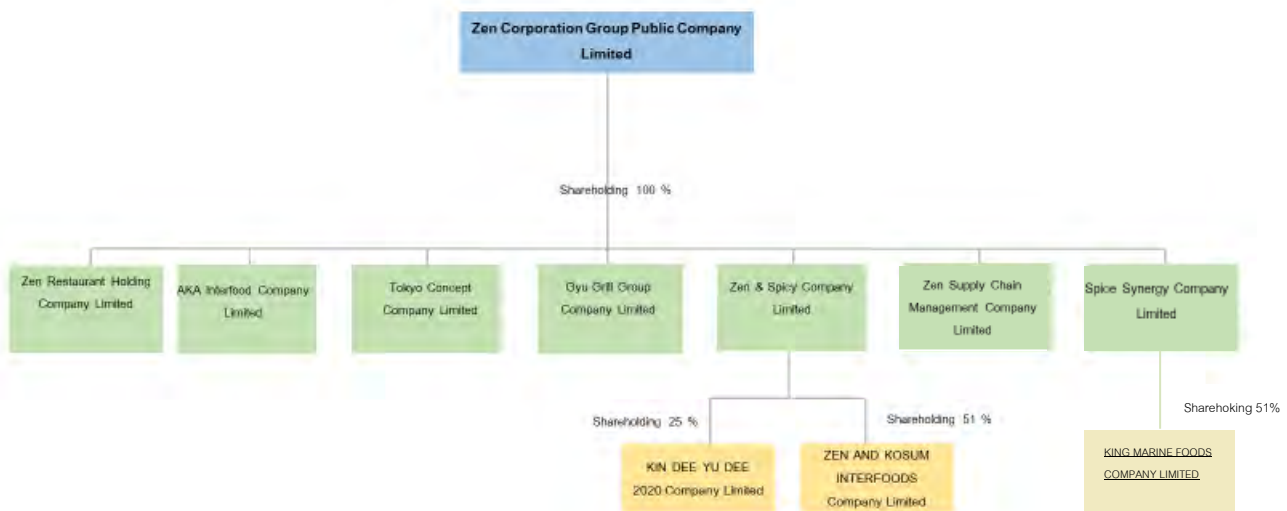 Zen Corporation Group Public Company
Limited
Shareholding 100 %
Zen Restaurant Holding
Company Limited
AKA Interfood Company
Limited
Tokyo Concept
Company Limited
Gyu Grill Group
Company Limited
Zen & Spicy Company
Limited
Zen Supply Chain
Management Company
Limited
Spice Synergy Company
Limited
Shareholding 25 %
Shareholding 51 %
Sharehoking 51%
KIN DEE YU DEE
2020 Company Limited
ZEN AND KOSUM
INTERFOODS
Company Limited
KING MARINE FOODS
COMPANY LIMITED